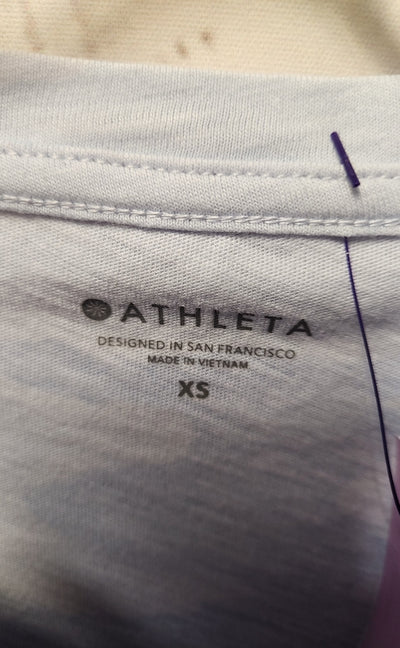 ATHLETA
DESIGNED IN SAN FRANCISCO
MADE IN VIETNAM
XS